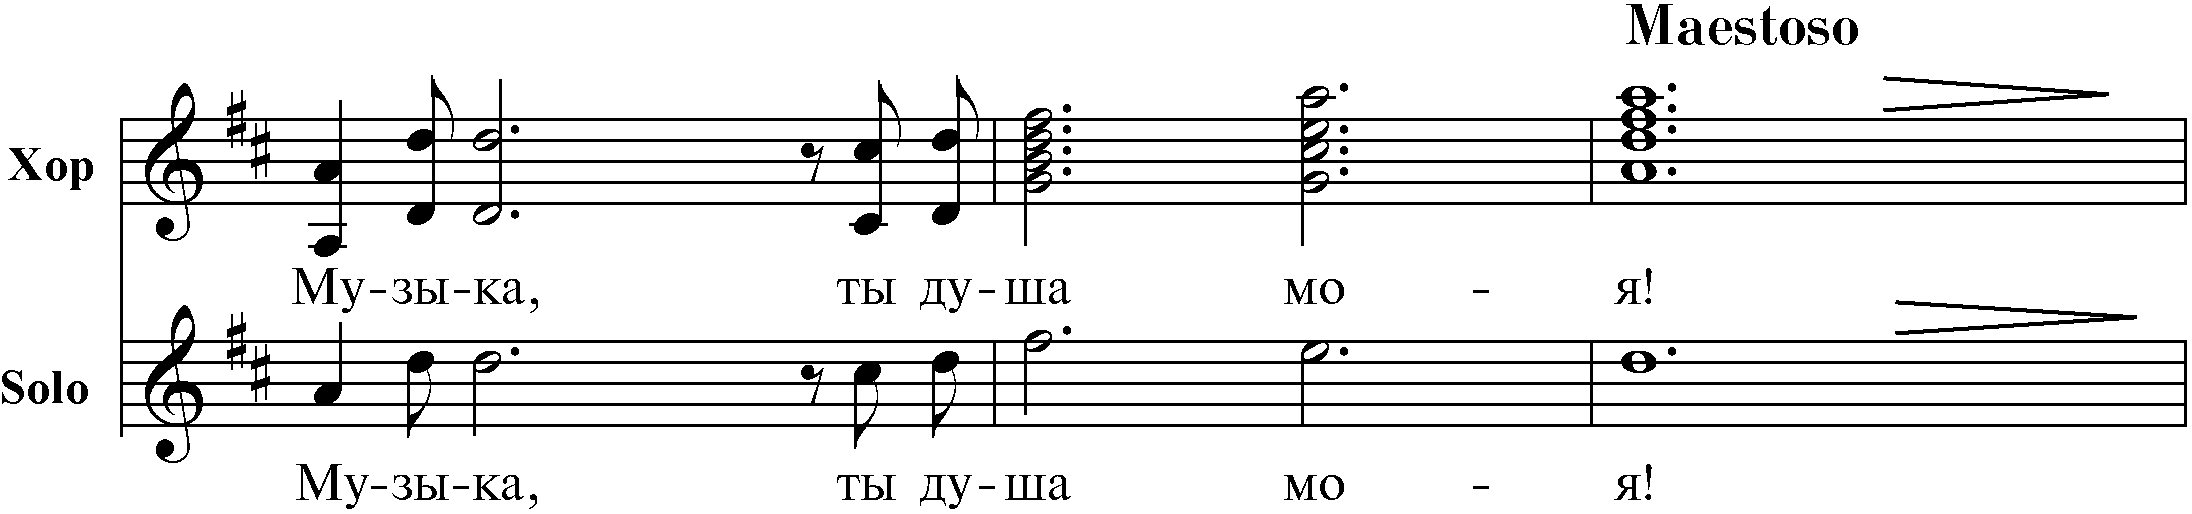 Maestoso
Хор
Му-зы-ка, ты ду-ша мо - я!
Solo
Му-зы-ка, ты ду-ша мо - я!